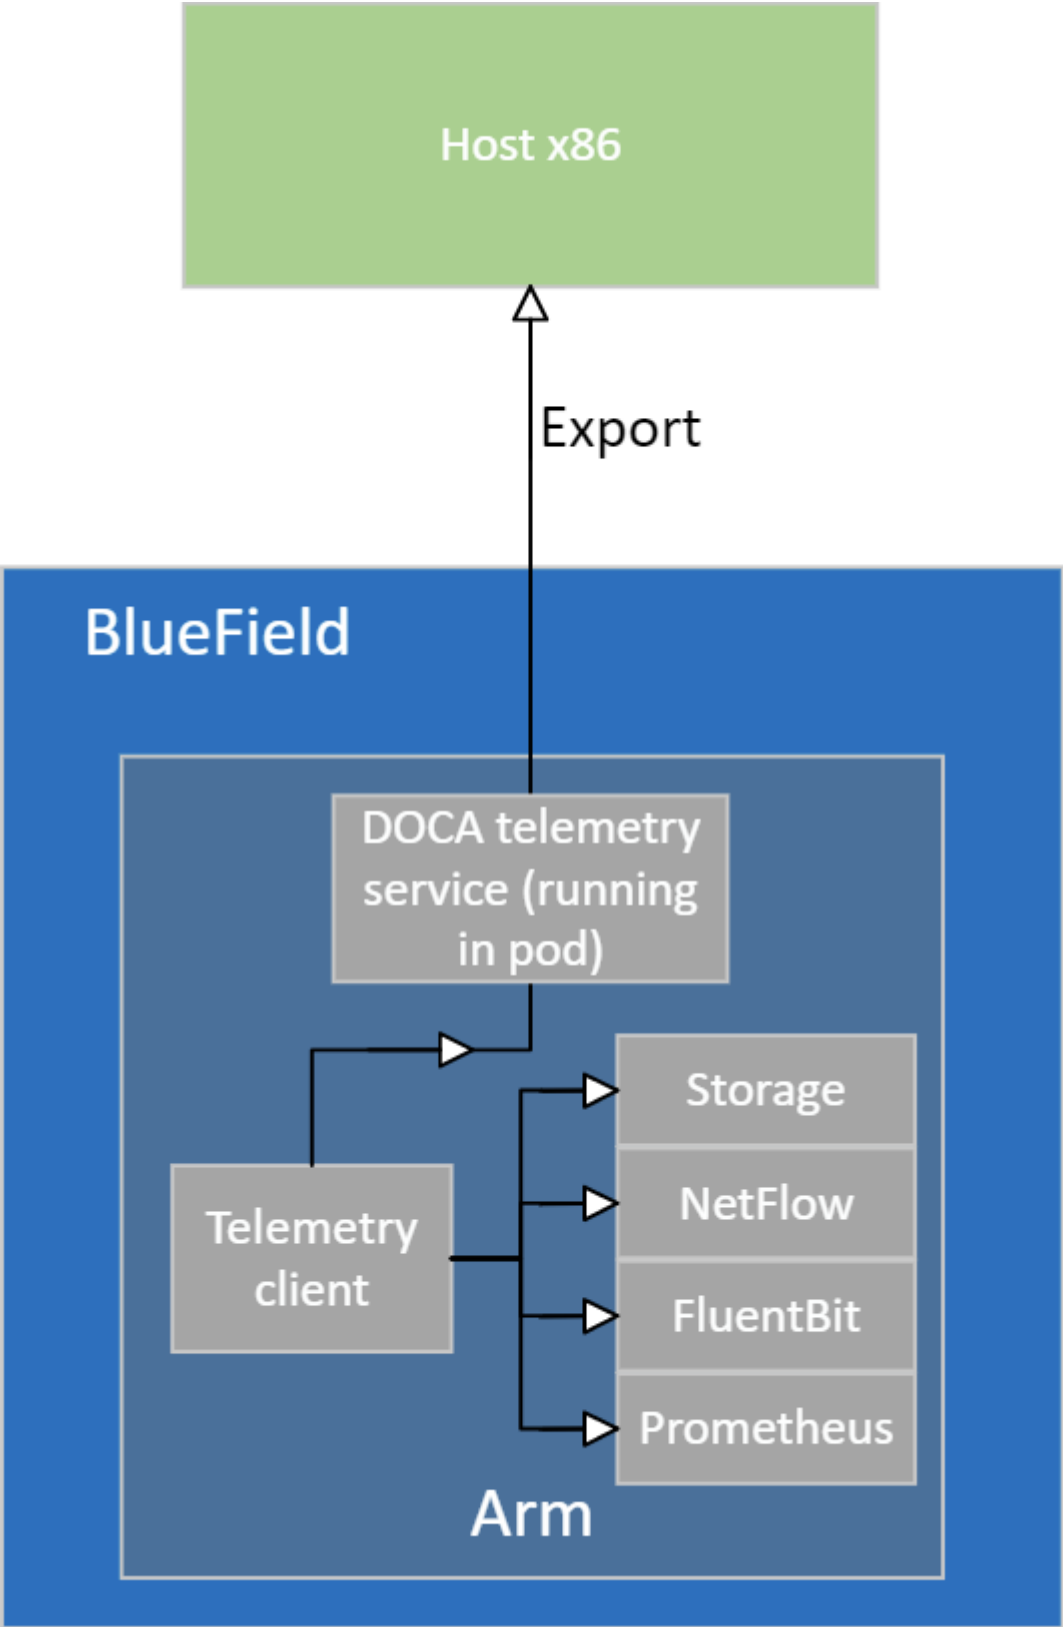 Host x86
Export
BlueField
DOCA telemetry
service (running
in pod)
Storage
NetFlow
Telemetry
client
FluentBit
Prometheus
Arm